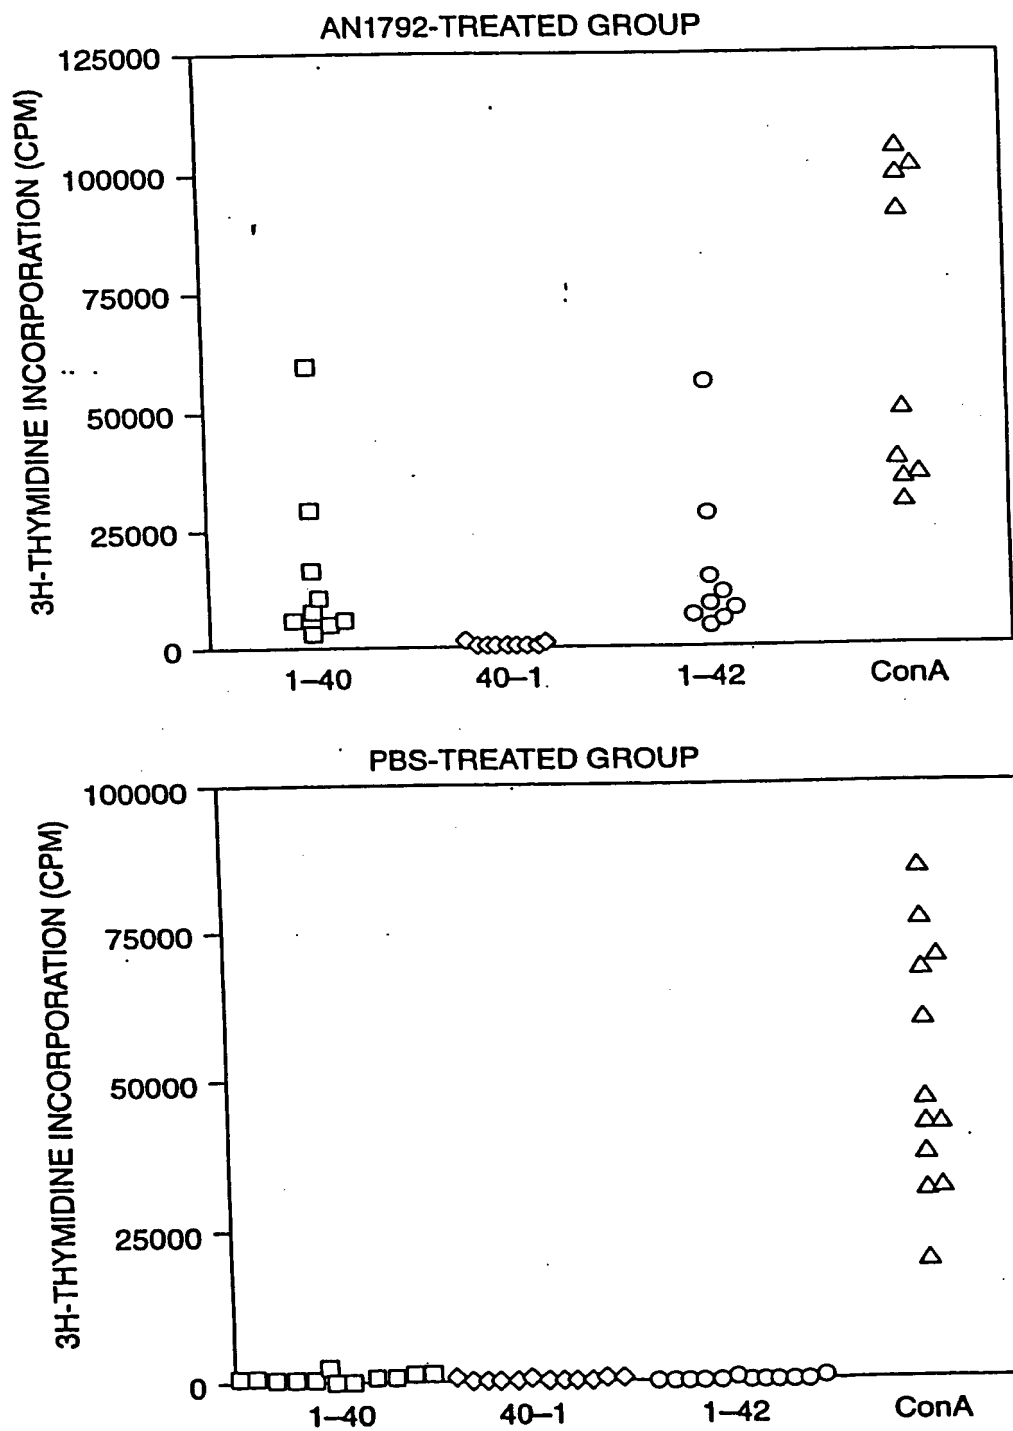 AN1792-TREATED GROUP
3H-THYMIDINE INCORPORATION (CPM)
125000
100000
75000
50000
25000
0
1–40
40–1
1–42
ConA
PBS-TREATED GROUP
3H-THYMIDINE INCORPORATION (CPM)
100000
75000
50000
25000
0
1–40
40–1
1–42
ConA